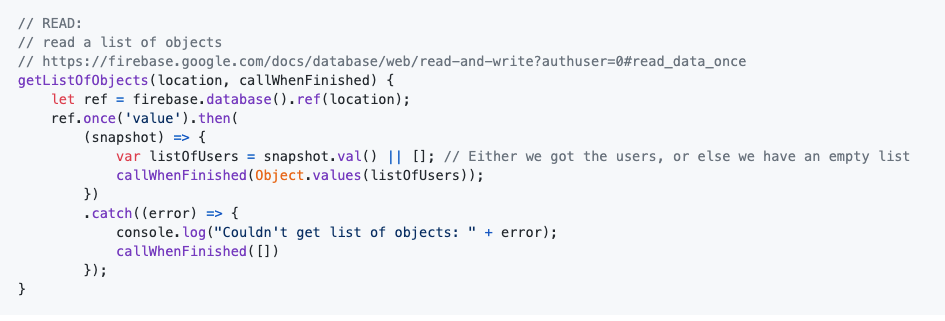 // READ:
// read a list of objects
// https://firebase.google.com/docs/database/web/read-and-write?authuser=0#read_data_once
getListOfObjects(location, callWhenFinished) {
    let ref = firebase.database().ref(location);
    ref.once('value').then(
        (snapshot) => {
            var listOfUsers = snapshot.val() || []; // Either we got the users, or else we have an empty list
            callWhenFinished(Object.values(listOfUsers));
        })
        .catch((error) => {
            console.log("Couldn't get list of objects: " + error);
            callWhenFinished([])
        });
}